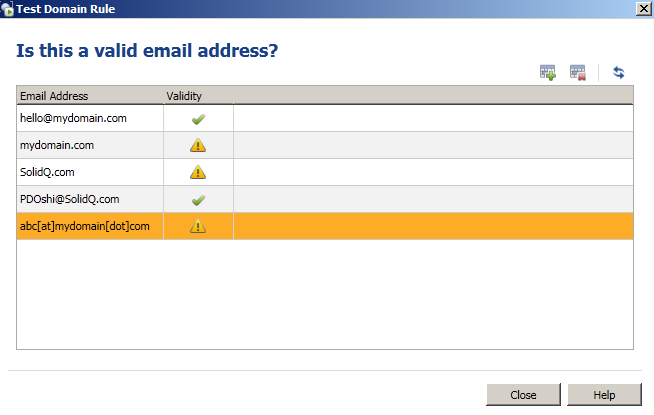 Test Domain Rule
Is this a valid email address?
Email Address Validity
hello@mydomain.com
mydomain.com
SolidQ.com
PDOshi@SolidQ.com
abc[at]mydomain[dot]com
Close Help